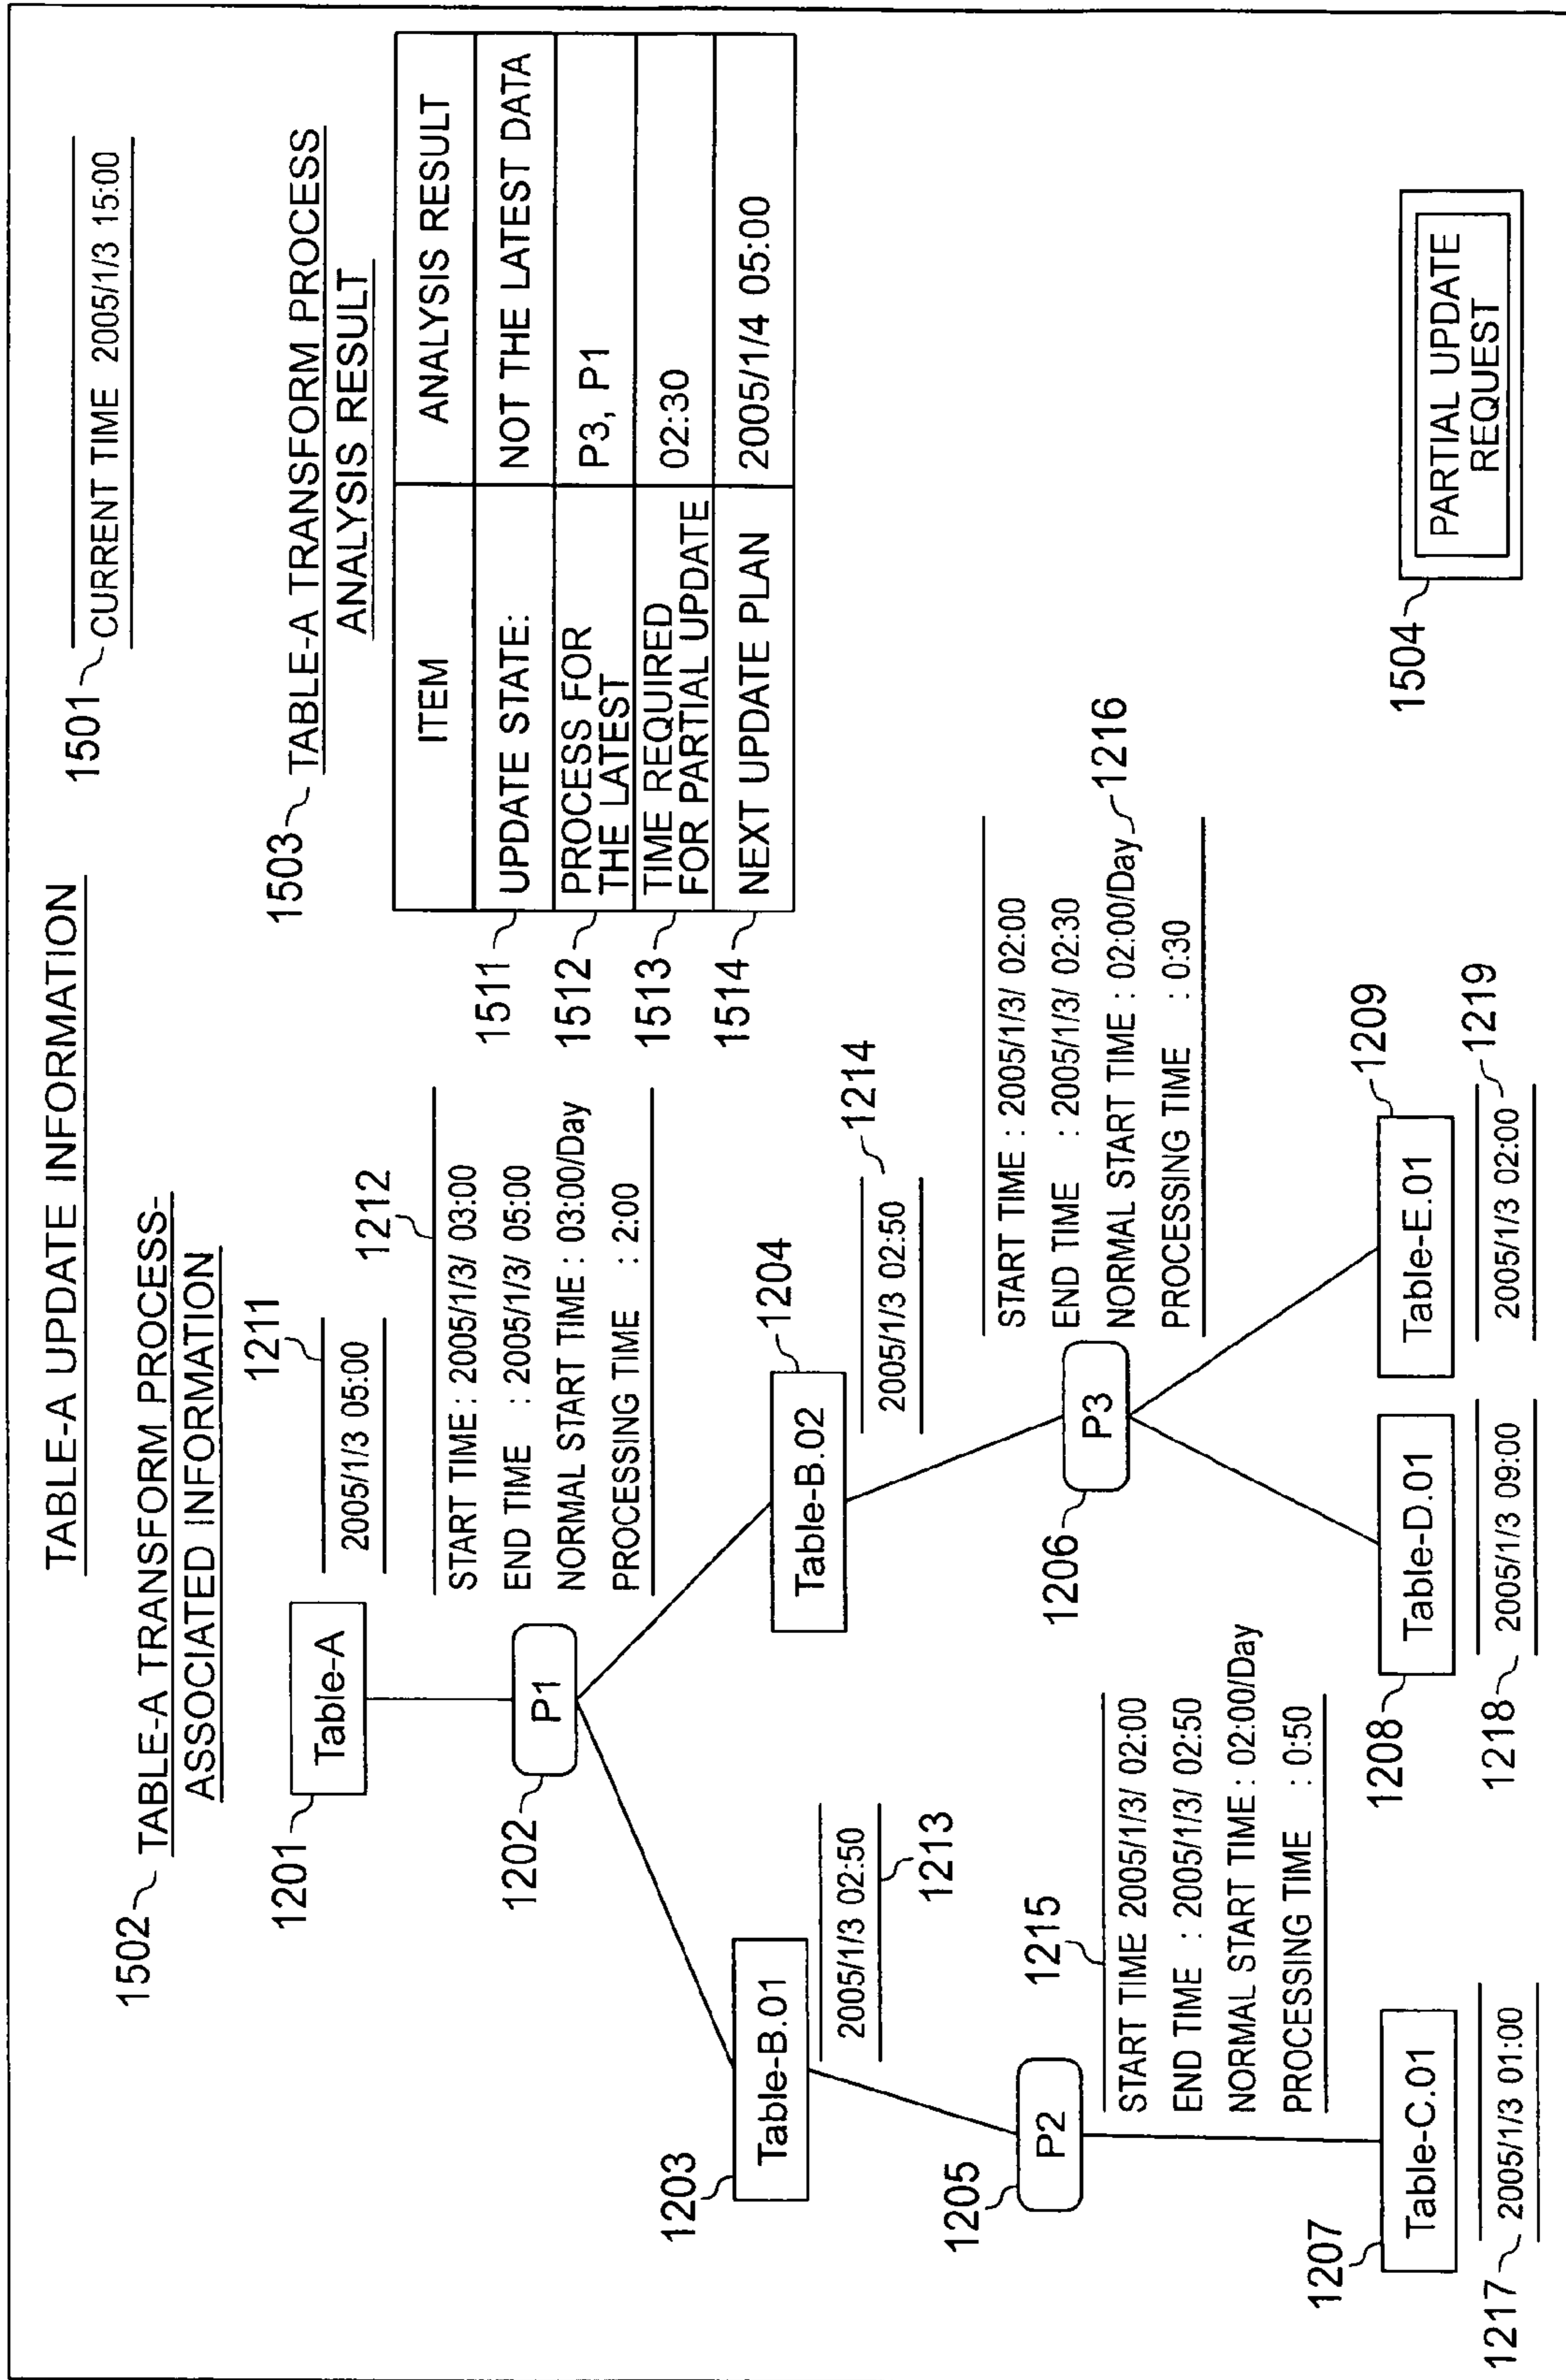 TABLE-A UPDATE INFORMATION
1501 CURRENT TIME 2005/1/3 15:00
1502 TABLE-A TRANSFORM PROCESS-
ASSOCIATED INFORMATION
1201
Table-A
1211
2005/1/3 05:00
1202
P1
1212
START TIME : 2005/1/3/ 03:00
END TIME : 2005/1/3/ 05:00
NORMAL START TIME : 03:00/Day
PROCESSING TIME : 2:00
1203
Table-B.01
2005/1/3 02:50
1213
Table-B.02
1204
2005/1/3 02:50
1214
1205
P2
1215
START TIME 2005/1/3/ 02:00
END TIME : 2005/1/3/ 02:50
NORMAL START TIME : 02:00/Day
PROCESSING TIME : 0:50
1206
P3
START TIME : 2005/1/3/ 02:00
END TIME : 2005/1/3/ 02:30
NORMAL START TIME : 02:00/Day
1216
PROCESSING TIME : 0:30
1207
Table-C.01
1217 2005/1/3 01:00
1208
Table-D.01
1218 2005/1/3 09:00
Table-E.01
1209
2005/1/3 02:00
1219
1503 TABLE-A TRANSFORM PROCESS
ANALYSIS RESULT
ITEM ANALYSIS RESULT
1511 UPDATE STATE: NOT THE LATEST DATA
1512 PROCESS FOR
THE LATEST P3, P1
1513 TIME REQUIRED
FOR PARTIAL UPDATE 02:30
1514 NEXT UPDATE PLAN 2005/1/4 05:00
1504
PARTIAL UPDATE
REQUEST